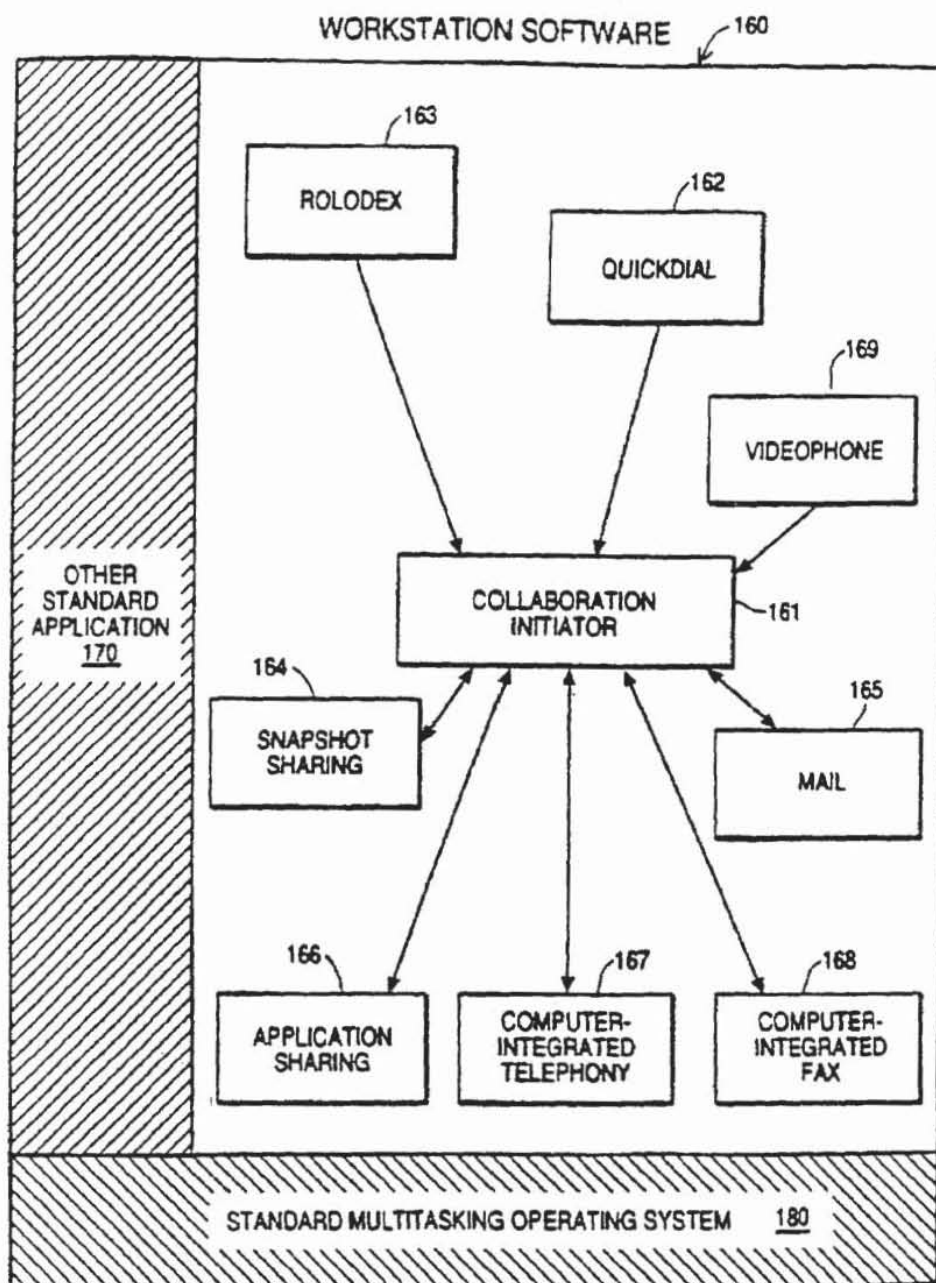 WORKSTATION SOFTWARE
160
163
ROLODEX
162
QUICKDIAL
169
VIDEOPHONE
COLLABORATION
INITIATOR
161
OTHER
STANDARD
APPLICATION
170
164
SNAPSHOT
SHARING
165
MAIL
166
APPLICATION
SHARING
167
COMPUTER-
INTEGRATED
TELEPHONY
168
COMPUTER-
INTEGRATED
FAX
STANDARD MULTITASKING OPERATING SYSTEM 180